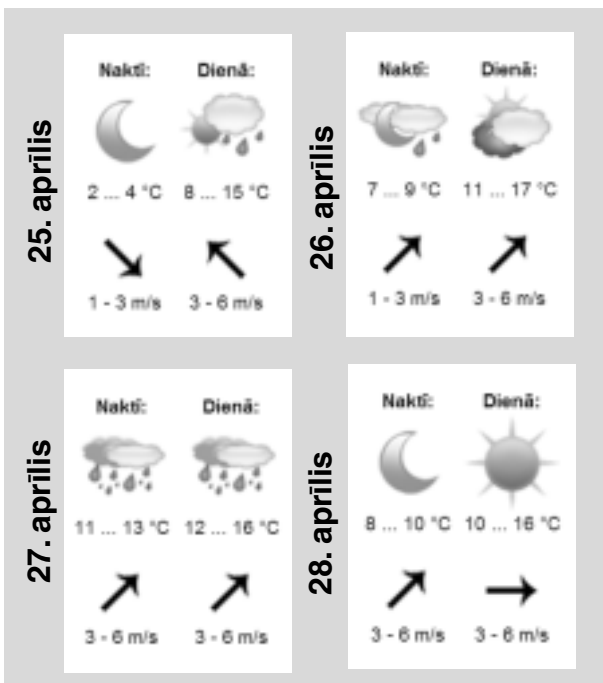 25. aprīlis
Naktī: Dienā:
2 ... 4 °C 8 ... 15 °C
1 - 3 m/s 3 - 6 m/s
26. aprīlis
Naktī: Dienā:
7 ... 9 °C 11 ... 17 °C
1 - 3 m/s 3 - 6 m/s
27. aprīlis
Naktī: Dienā:
11 ... 13 °C 12 ... 16 °C
3 - 6 m/s 3 - 6 m/s
28. aprīlis
Naktī: Dienā:
8 ... 10 °C 10 ... 16 °C
3 - 6 m/s 3 - 6 m/s